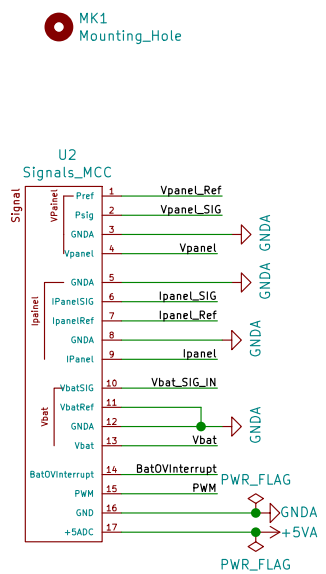 MK1
Mounting_Hole
U2
Signals_MCC
Signal
VPainel
Pref 1 Vpanel_Ref
Psig 2 Vpanel_SIG
GNDA 3 GNDA
Vpanel 4 Vpanel
Ipainel
GNDA 5 GNDA
IPanelSIG 6 Ipanel_SIG
IpanelRef 7 Ipanel_Ref
GNDA 8 GNDA
IPanel 9 Ipanel
Vbat
VbatSIG 10 Vbat_SIG_IN
VbatRef 11
GNDA 12 GNDA
Vbat 13 Vbat
BatOVInterrupt 14 BatOVInterrupt
PWM 15 PWM
PWR_FLAG
GND 16 GNDA
+5ADC 17 +5VA
PWR_FLAG